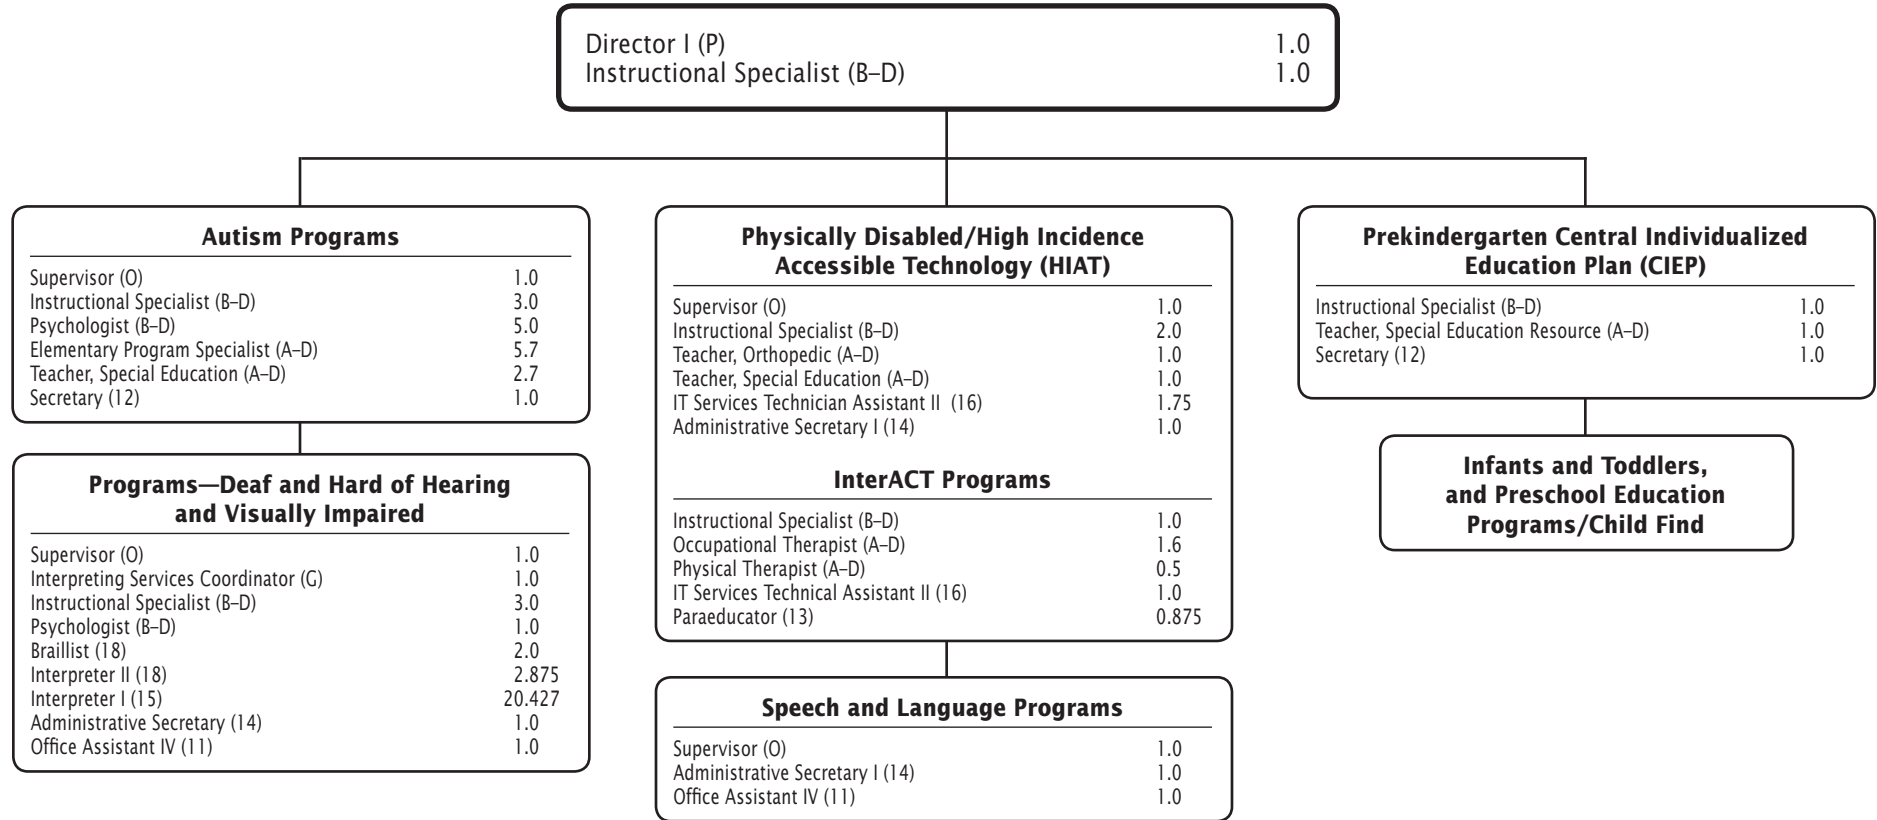 Director I (P) 1.0
Instructional Specialist (B–D) 1.0
Autism Programs
Supervisor (O) 1.0
Instructional Specialist (B–D) 3.0
Psychologist (B–D) 5.0
Elementary Program Specialist (A–D) 5.7
Teacher, Special Education (A–D) 2.7
Secretary (12) 1.0
Programs—Deaf and Hard of Hearing
and Visually Impaired
Supervisor (O) 1.0
Interpreting Services Coordinator (G) 1.0
Instructional Specialist (B–D) 3.0
Psychologist (B–D) 1.0
Braillist (18) 2.0
Interpreter II (18) 2.875
Interpreter I (15) 20.427
Administrative Secretary (14) 1.0
Office Assistant IV (11) 1.0
Physically Disabled/High Incidence
Accessible Technology (HIAT)
Supervisor (O) 1.0
Instructional Specialist (B–D) 2.0
Teacher, Orthopedic (A–D) 1.0
Teacher, Special Education (A–D) 1.0
IT Services Technician Assistant II (16) 1.75
Administrative Secretary I (14) 1.0
InterACT Programs
Instructional Specialist (B–D) 1.0
Occupational Therapist (A–D) 1.6
Physical Therapist (A–D) 0.5
IT Services Technical Assistant II (16) 1.0
Paraeducator (13) 0.875
Speech and Language Programs
Supervisor (O) 1.0
Administrative Secretary I (14) 1.0
Office Assistant IV (11) 1.0
Prekindergarten Central Individualized
Education Plan (CIEP)
Instructional Specialist (B–D) 1.0
Teacher, Special Education Resource (A–D) 1.0
Secretary (12) 1.0
Infants and Toddlers,
and Preschool Education
Programs/Child Find